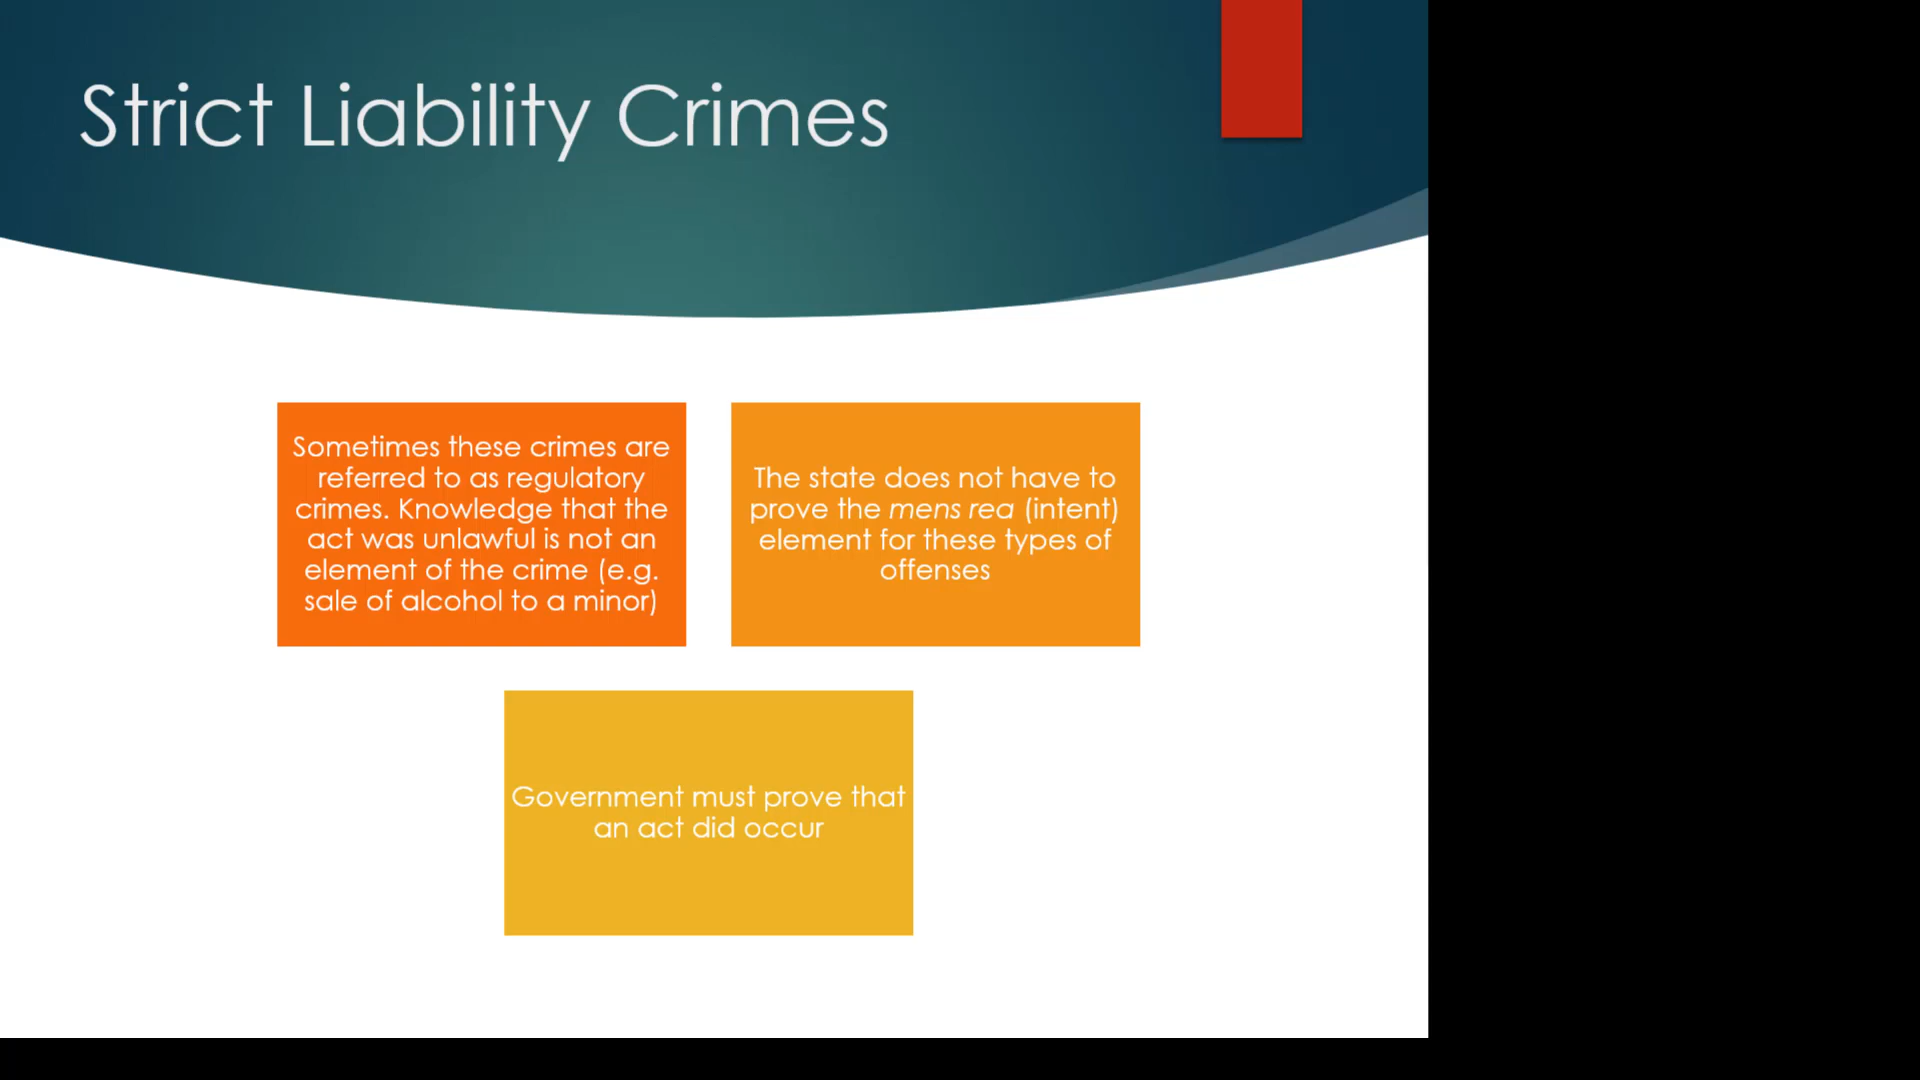 Strict Liability Crimes
Sometimes these crimes are
referred to as regulatory
crimes. Knowledge that the
act was unlawful is not an
element of the crime (e.g.
sale of alcohol to a minor)
The state does not have to
prove the mens rea (intent)
element for these types of
offenses
Government must prove that
an act did occur